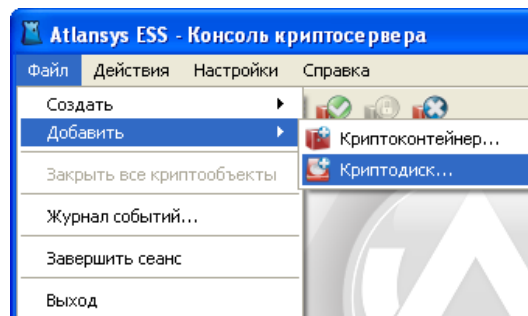 Atlansys ESS - Консоль криптосервера
Файл Действия Настройки Справка
Создать
Добавить
Криптоконтейнер...
Криптодиск...
Закрыть все криптообъекты
Журнал событий...
Завершить сеанс
Выход